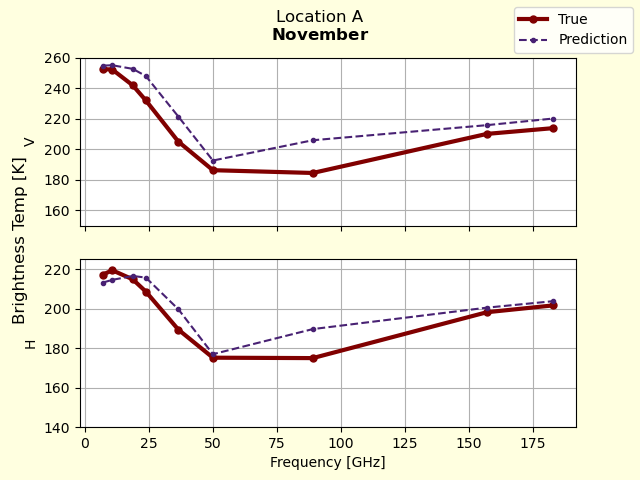 Location A
November
True
Prediction
260
240
220
200
180
160
V
Brightness Temp [K]
220
200
180
160
140
H
0 25 50 75 100 125 150 175
Frequency [GHz]